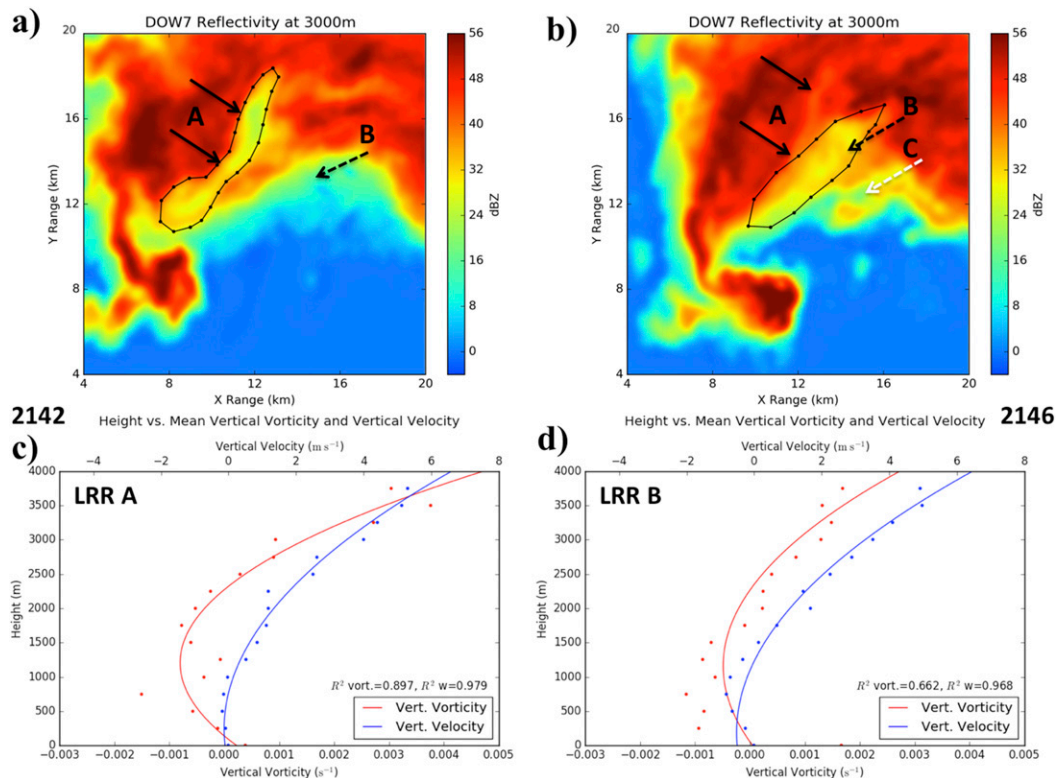 a)
DOW7 Reflectivity at 3000m
20
16
12
8
4
Y Range (km)
4 8 12 16 20
X Range (km)
A
B
56
48
40
32
24
16
8
0
dBZ
b)
DOW7 Reflectivity at 3000m
20
16
12
8
4
Y Range (km)
4 8 12 16 20
X Range (km)
A
B
C
56
48
40
32
24
16
8
0
dBZ
2142 Height vs. Mean Vertical Vorticity and Vertical Velocity
Height vs. Mean Vertical Vorticity and Vertical Velocity 2146
c)
Vertical Velocity (m s⁻¹)
−4 −2 0 2 4 6 8
LRR A
4000
3500
3000
2500
2000
1500
1000
500
0
Height (m)
R² vort.=0.897, R² w=0.979
Vert. Vorticity
Vert. Velocity
−0.003 −0.002 −0.001 0.000 0.001 0.002 0.003 0.004 0.005
Vertical Vorticity (s⁻¹)
d)
Vertical Velocity (m s⁻¹)
−4 −2 0 2 4 6 8
LRR B
4000
3500
3000
2500
2000
1500
1000
500
0
Height (m)
R² vort.=0.662, R² w=0.968
Vert. Vorticity
Vert. Velocity
−0.003 −0.002 −0.001 0.000 0.001 0.002 0.003 0.004 0.005
Vertical Vorticity (s⁻¹)